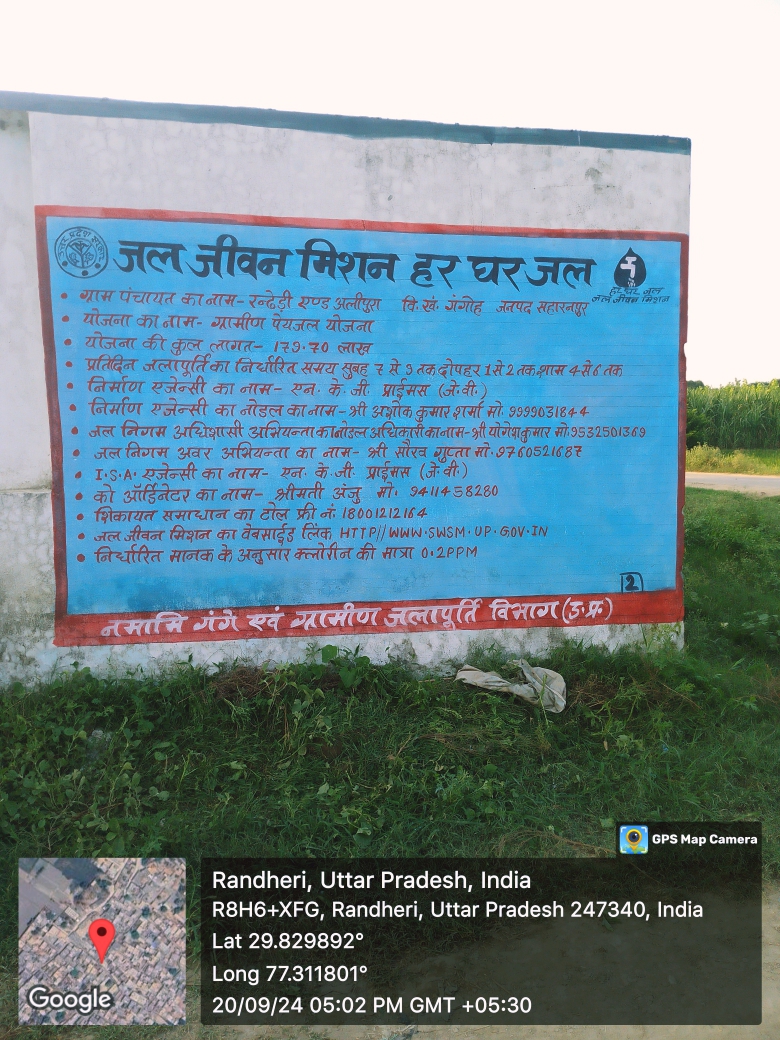 जल जीवन मिशन हर घर जल
उत्तर प्रदेश सरकार
हर घर जल
जल जीवन मिशन
• ग्राम पंचायत का नाम- रन्देड़ी एण्ड अलीपुरा वि.खं. गंगोह जनपद सहारनपुर
• योजना का नाम- ग्रामीण पेयजल योजना
• योजना की कुल लागत- 179.70 लाख
• प्रतिदिन जलापूर्ति का निर्धारित समय सुबह 7 से 9 तक दोपहर 1 से 2 तक शाम 4 से 6 तक
• निर्माण एजेन्सी का नाम- एन. के. जी. प्राईमस (जे.वी.)
• निर्माण एजेन्सी का नोडल का नाम- श्री अशोक कुमार शर्मा मो. 9999031844
• जल निगम अधिशासी अभियन्ता का नोडल अधिकारी का नाम- श्री योगेश कुमार मो. 9532501369
• जल निगम अवर अभियन्ता का नाम- श्री सौरव गुप्ता मो. 9760521687
• I.S.A. एजेन्सी का नाम- एन. के. जी. प्राईमस (जे.वी.)
• को ऑर्डिनेटर का नाम- श्रीमती अंजु मो. 9411458280
• शिकायत समाधान का टोल फ्री नं. 18001212164
• जल जीवन मिशन का वेबसाईड लिंक HTTP//WWW.SWSM.UP.GOV.IN
• निर्धारित मानक के अनुसार क्लोरीन की मात्रा 0.2PPM
2
नमामि गंगे एवं ग्रामीण जलापूर्ति विभाग (उ.प्र.)
GPS Map Camera
Randheri, Uttar Pradesh, India
R8H6+XFG, Randheri, Uttar Pradesh 247340, India
Lat 29.829892°
Long 77.311801°
20/09/24 05:02 PM GMT +05:30
Google